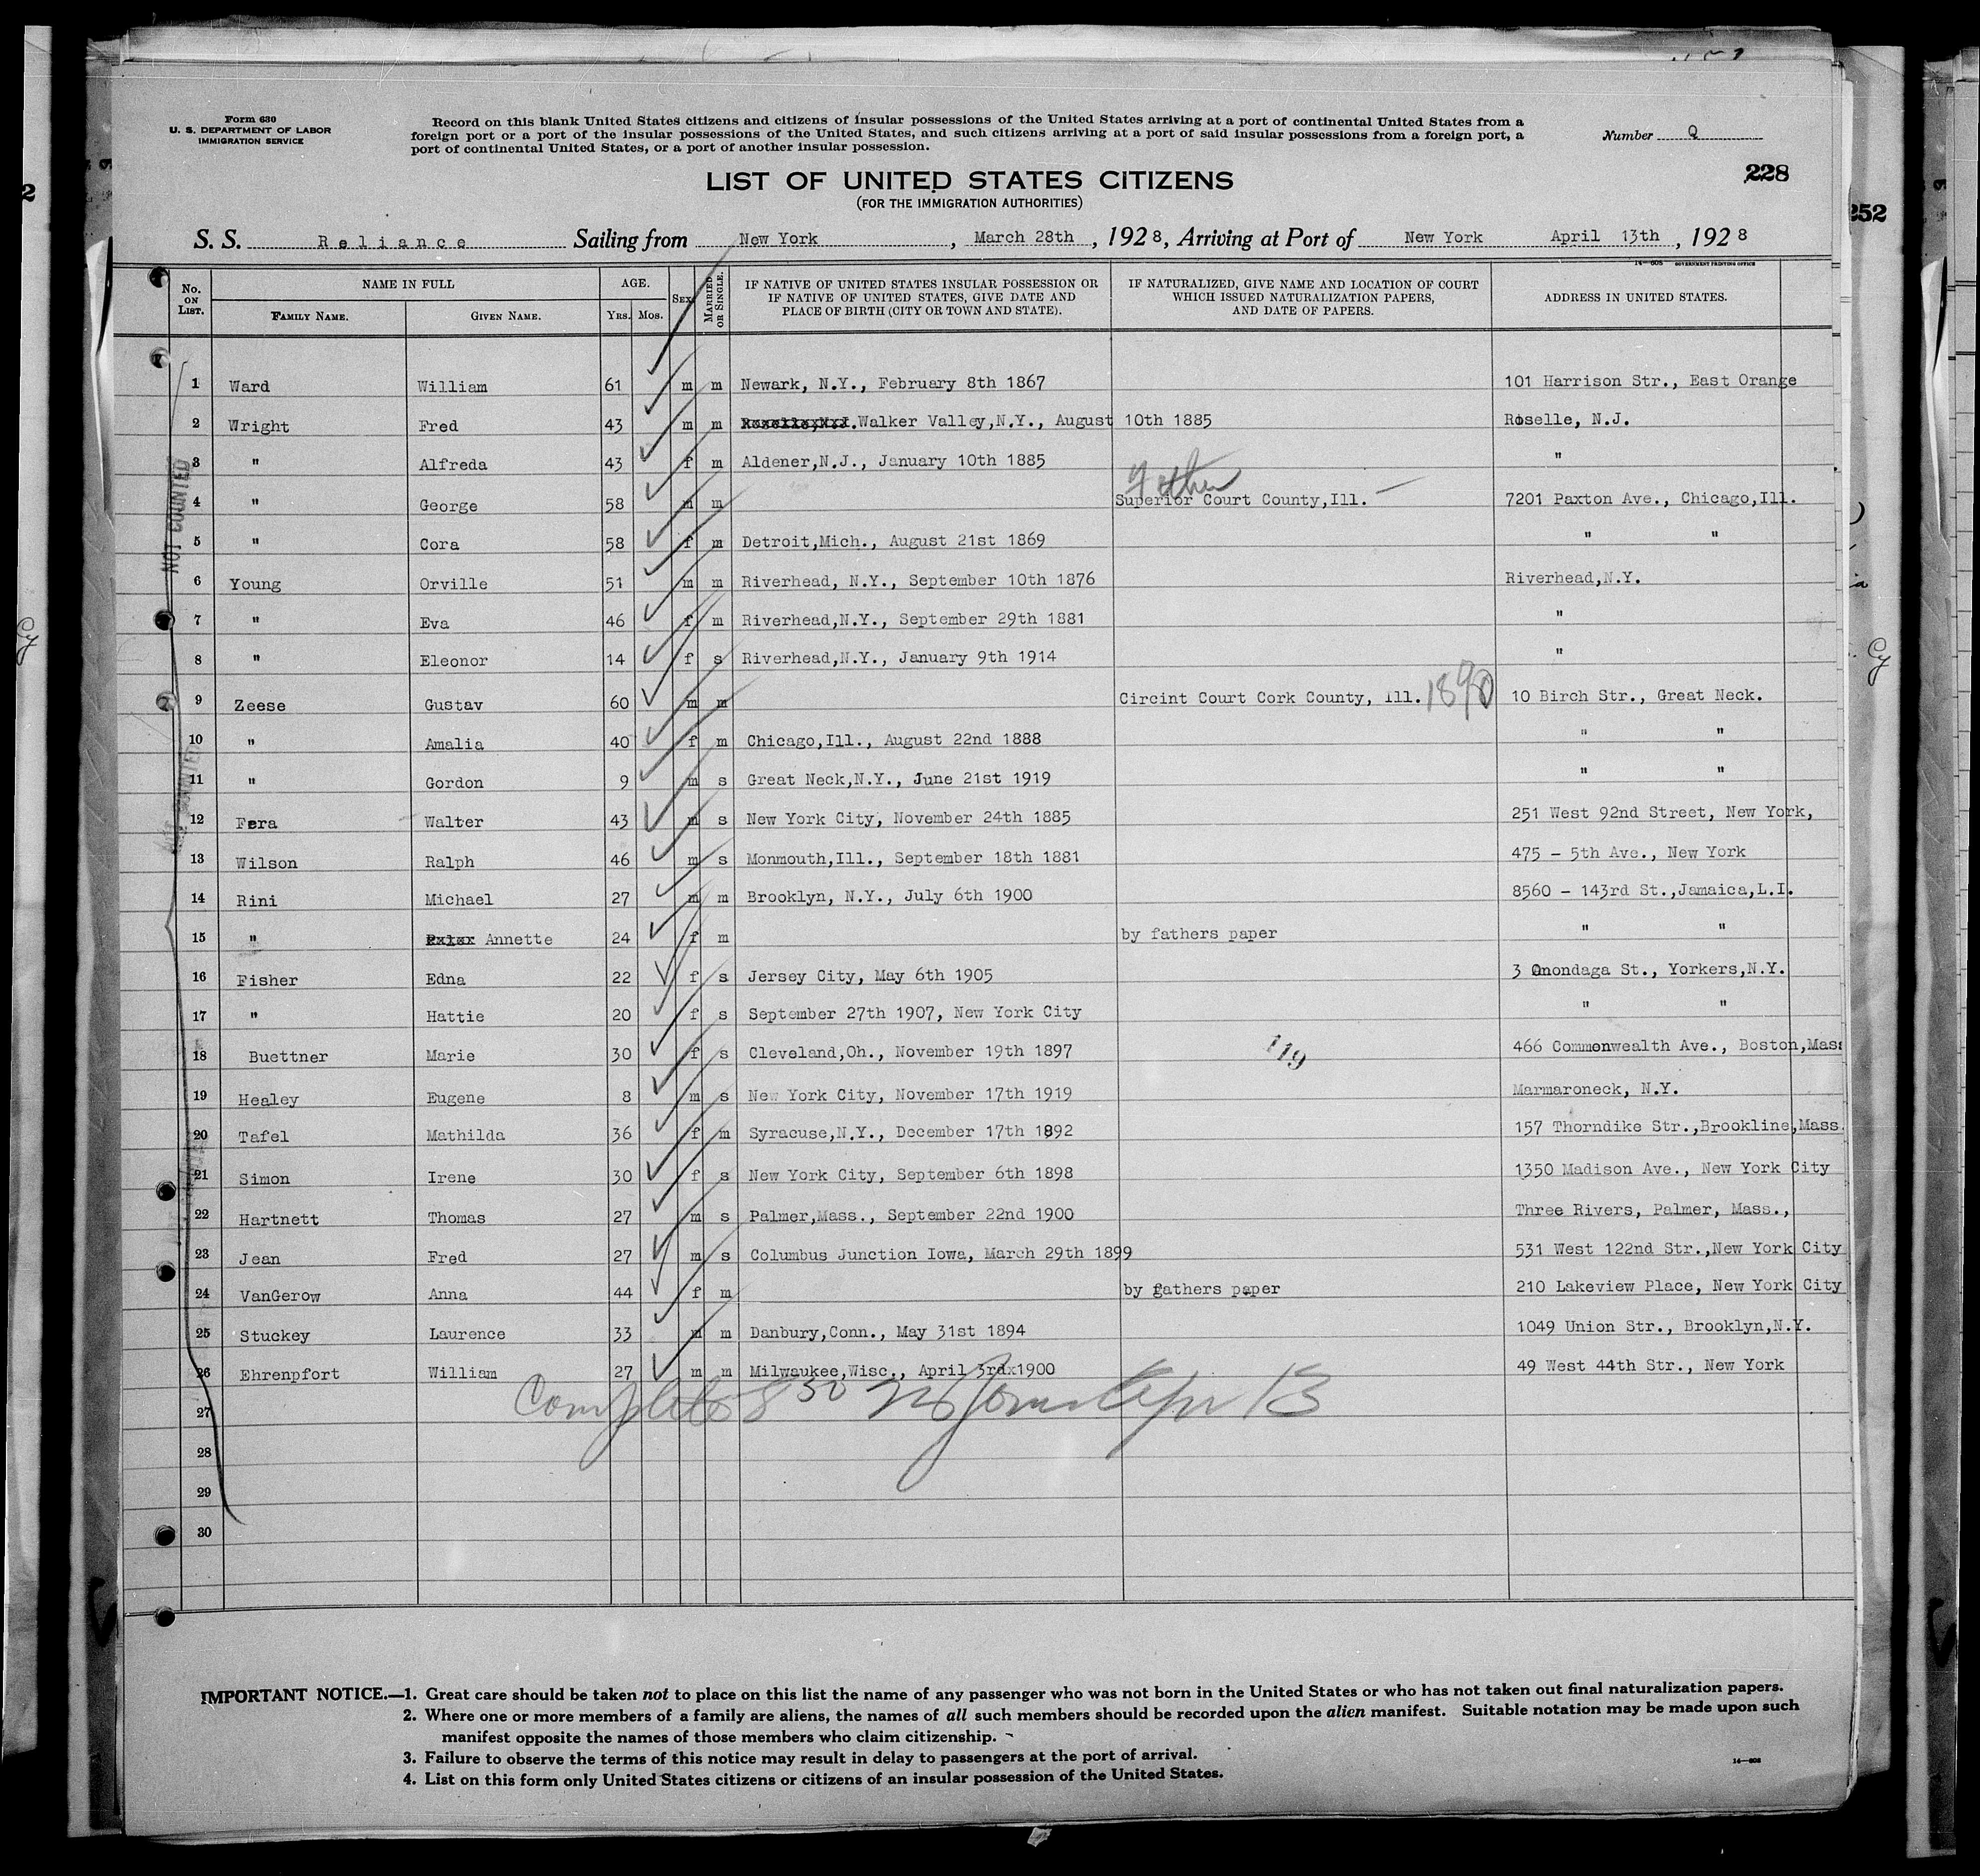 Form 630
U. S. DEPARTMENT OF LABOR
IMMIGRATION SERVICE
Record on this blank United States citizens and citizens of insular possessions of the United States arriving at a port of continental United States from a
foreign port or a port of the insular possessions of the United States, and such citizens arriving at a port of said insular possessions from a foreign port, a
port of continental United States, or a port of another insular possession.
Number Q
228
LIST OF UNITED STATES CITIZENS
(FOR THE IMMIGRATION AUTHORITIES)
252
S. S. Reliance Sailing from New York, March 28th, 1928, Arriving at Port of New York April 13th, 1928
14-608 GOVERNMENT PRINTING OFFICE
No. ON LIST. NAME IN FULL AGE. SEX MARRIED OR SINGLE. IF NATIVE OF UNITED STATES INSULAR POSSESSION OR IF NATIVE OF UNITED STATES, GIVE DATE AND PLACE OF BIRTH (CITY OR TOWN AND STATE). IF NATURALIZED, GIVE NAME AND LOCATION OF COURT WHICH ISSUED NATURALIZATION PAPERS, AND DATE OF PAPERS. ADDRESS IN UNITED STATES.
FAMILY NAME. GIVEN NAME. YRS. MOS.
1 Ward William 61 m m Newark, N.Y., February 8th 1867 101 Harrison Str., East Orange
2 Wright Fred 43 m m Walker Valley,N.Y., August 10th 1885 Roselle, N.J.
3 " Alfreda 43 f m Aldener,N.J., January 10th 1885 "
4 " George 58 m m Father Superior Court County,Ill. — 7201 Paxton Ave., Chicago,Ill.
5 " Cora 58 f m Detroit,Mich., August 21st 1869 " "
6 Young Orville 51 m m Riverhead, N.Y., September 10th 1876 Riverhead,N.Y.
7 " Eva 46 f m Riverhead,N.Y., September 29th 1881 "
8 " Eleonor 14 f s Riverhead,N.Y., January 9th 1914 "
9 Zeese Gustav 60 m m Circint Court Cork County, Ill. 1890 10 Birch Str., Great Neck.
10 " Amalia 40 f m Chicago,Ill., August 22nd 1888 " "
11 " Gordon 9 m s Great Neck,N.Y., June 21st 1919 " "
12 Fera Walter 43 m s New York City, November 24th 1885 251 West 92nd Street, New York,
13 Wilson Ralph 46 m s Monmouth,Ill., September 18th 1881 475 - 5th Ave., New York
14 Rini Michael 27 m m Brooklyn, N.Y., July 6th 1900 8560 - 143rd St.,Jamaica,L.I.
15 " Annette 24 f m by fathers paper " "
16 Fisher Edna 22 f s Jersey City, May 6th 1905 3 Onondaga St., Yorkers,N.Y.
17 " Hattie 20 f s September 27th 1907, New York City " "
18 Buettner Marie 30 f s Cleveland,Oh., November 19th 1897 119 466 Commonwealth Ave., Boston,Mass
19 Healey Eugene 8 m s New York City, November 17th 1919 Marmaroneck, N.Y.
20 Tafel Mathilda 36 f m Syracuse,N.Y., December 17th 1892 157 Thorndike Str.,Brookline,Mass.
21 Simon Irene 30 f s New York City, September 6th 1898 1350 Madison Ave., New York City
22 Hartnett Thomas 27 m s Palmer,Mass., September 22nd 1900 Three Rivers, Palmer, Mass.,
23 Jean Fred 27 m s Columbus Junction Iowa, March 29th 1899 531 West 122nd Str.,New York City
24 VanGerow Anna 44 f m by fathers paper 210 Lakeview Place, New York City
25 Stuckey Laurence 33 m m Danbury,Conn., May 31st 1894 1049 Union Str., Brooklyn,N.Y.
26 Ehrenpfort William 27 m m Milwaukee,Wisc., April 3rdx1900 49 West 44th Str., New York
Complete 8 30 Apr 13
27
28
29
30
NOT COUNTED
IMPORTANT NOTICE.—1. Great care should be taken not to place on this list the name of any passenger who was not born in the United States or who has not taken out final naturalization papers.
2. Where one or more members of a family are aliens, the names of all such members should be recorded upon the alien manifest. Suitable notation may be made upon such
manifest opposite the names of those members who claim citizenship.
3. Failure to observe the terms of this notice may result in delay to passengers at the port of arrival.
4. List on this form only United States citizens or citizens of an insular possession of the United States.
14-608